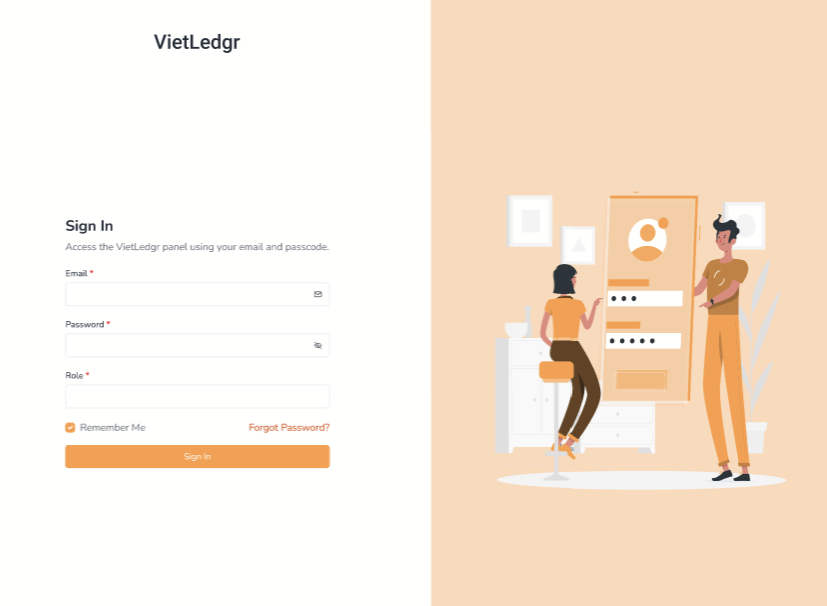 VietLedgr
Sign In
Access the VietLedgr panel using your email and passcode.
Email *
Password *
Role *
Remember Me
Forgot Password?
Sign In